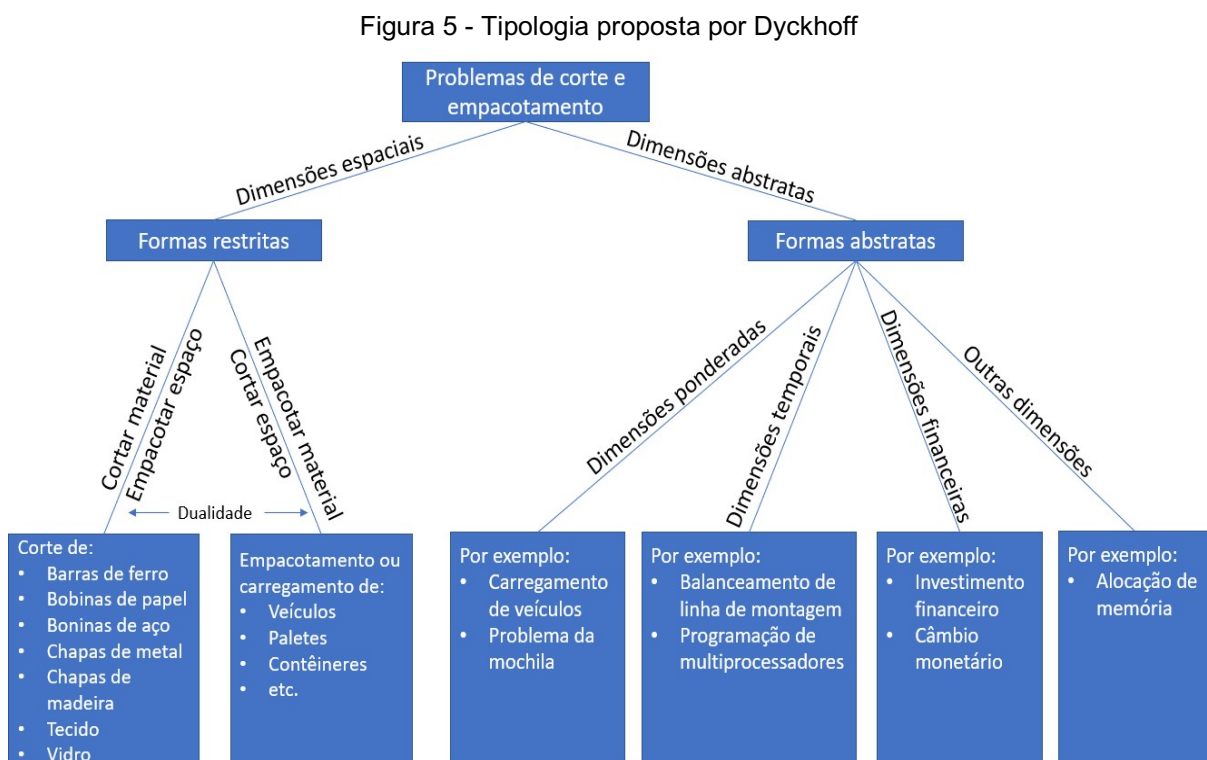 Figura 5 - Tipologia proposta por Dyckhoff
Problemas de corte e
empacotamento
Dimensões espaciais
Dimensões abstratas
Formas restritas
Formas abstratas
Cortar material
Empacotar espaço
Empacotar material
Cortar espaço
Dimensões ponderadas
Dimensões temporais
Dimensões financeiras
Outras dimensões
Dualidade
Corte de:
• Barras de ferro
• Bobinas de papel
• Boninas de aço
• Chapas de metal
• Chapas de
madeira
• Tecido
• Vidro
Empacotamento ou
carregamento de:
• Veículos
• Paletes
• Contêineres
• etc.
Por exemplo:
• Carregamento
de veículos
• Problema da
mochila
Por exemplo:
• Balanceamento de
linha de montagem
• Programação de
multiprocessadores
Por exemplo:
• Investimento
financeiro
• Câmbio
monetário
Por exemplo:
• Alocação de
memória